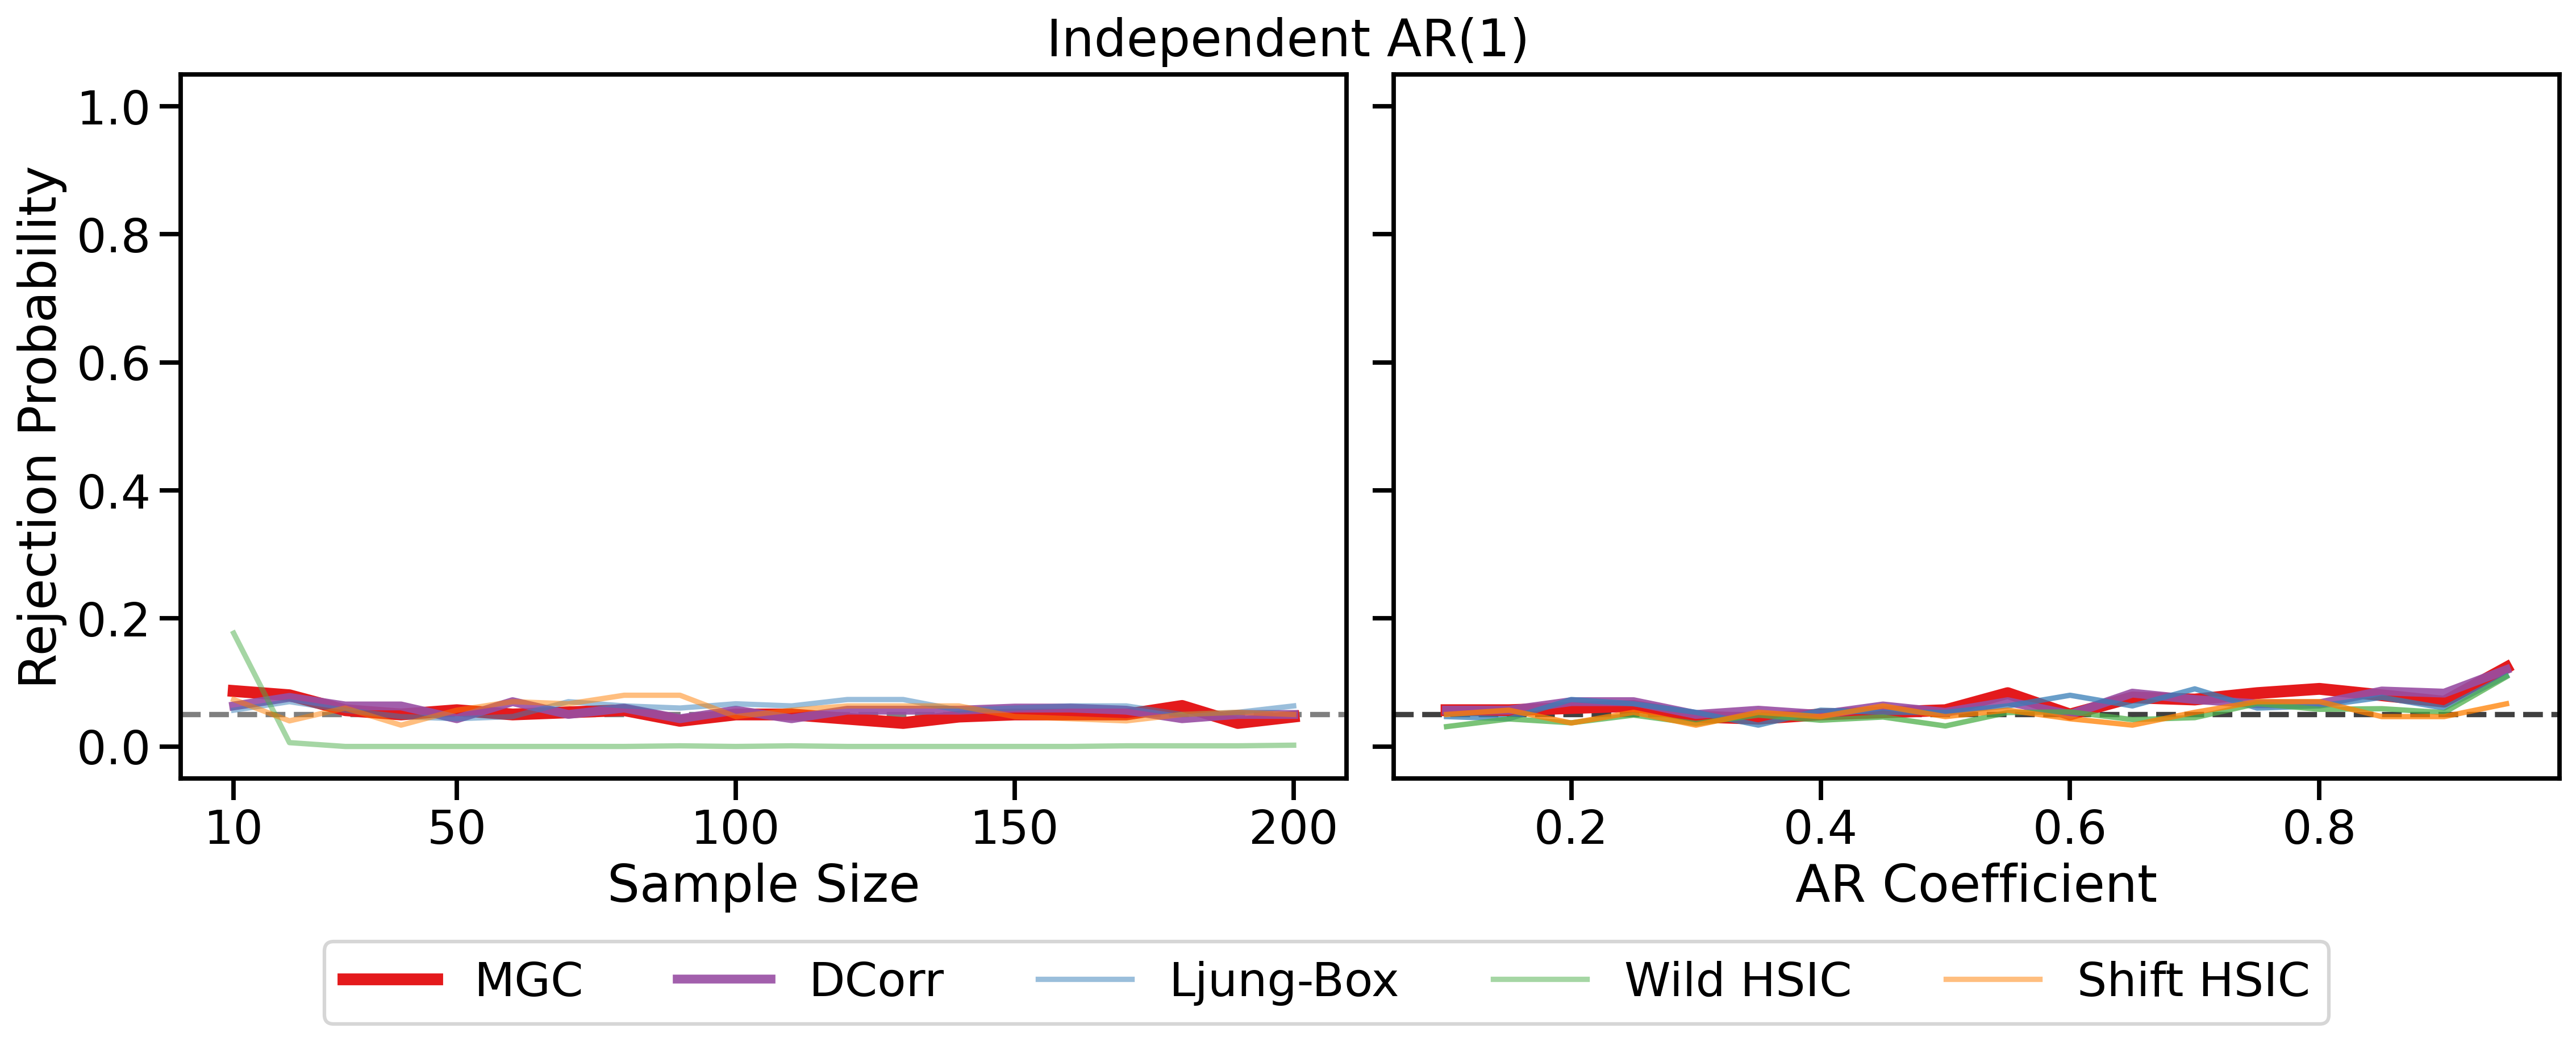 Independent AR(1)
Rejection Probability
1.0
0.8
0.6
0.4
0.2
0.0
10 50 100 150 200
0.2 0.4 0.6 0.8
Sample Size
AR Coefficient
MGC DCorr Ljung-Box Wild HSIC Shift HSIC